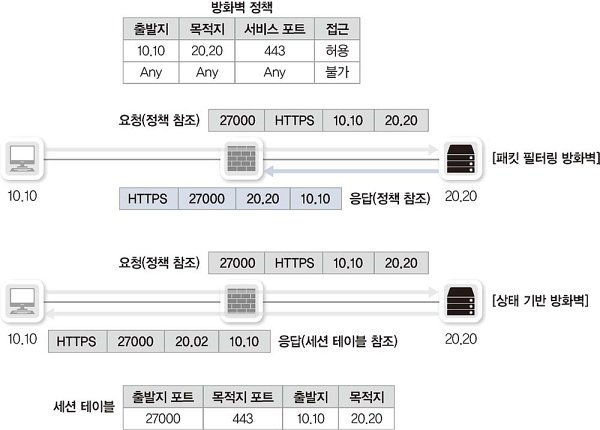 방화벽 정책
출발지 목적지 서비스 포트 접근
10.10 20.20 443 허용
Any Any Any 불가
요청(정책 참조) 27000 HTTPS 10.10 20.20
[패킷 필터링 방화벽]
10.10 20.20
HTTPS 27000 20.20 10.10 응답(정책 참조)
요청(정책 참조) 27000 HTTPS 10.10 20.20
[상태 기반 방화벽]
10.10 20.20
HTTPS 27000 20.02 10.10 응답(세션 테이블 참조)
세션 테이블
출발지 포트 목적지 포트 출발지 목적지
27000 443 10.10 20.20